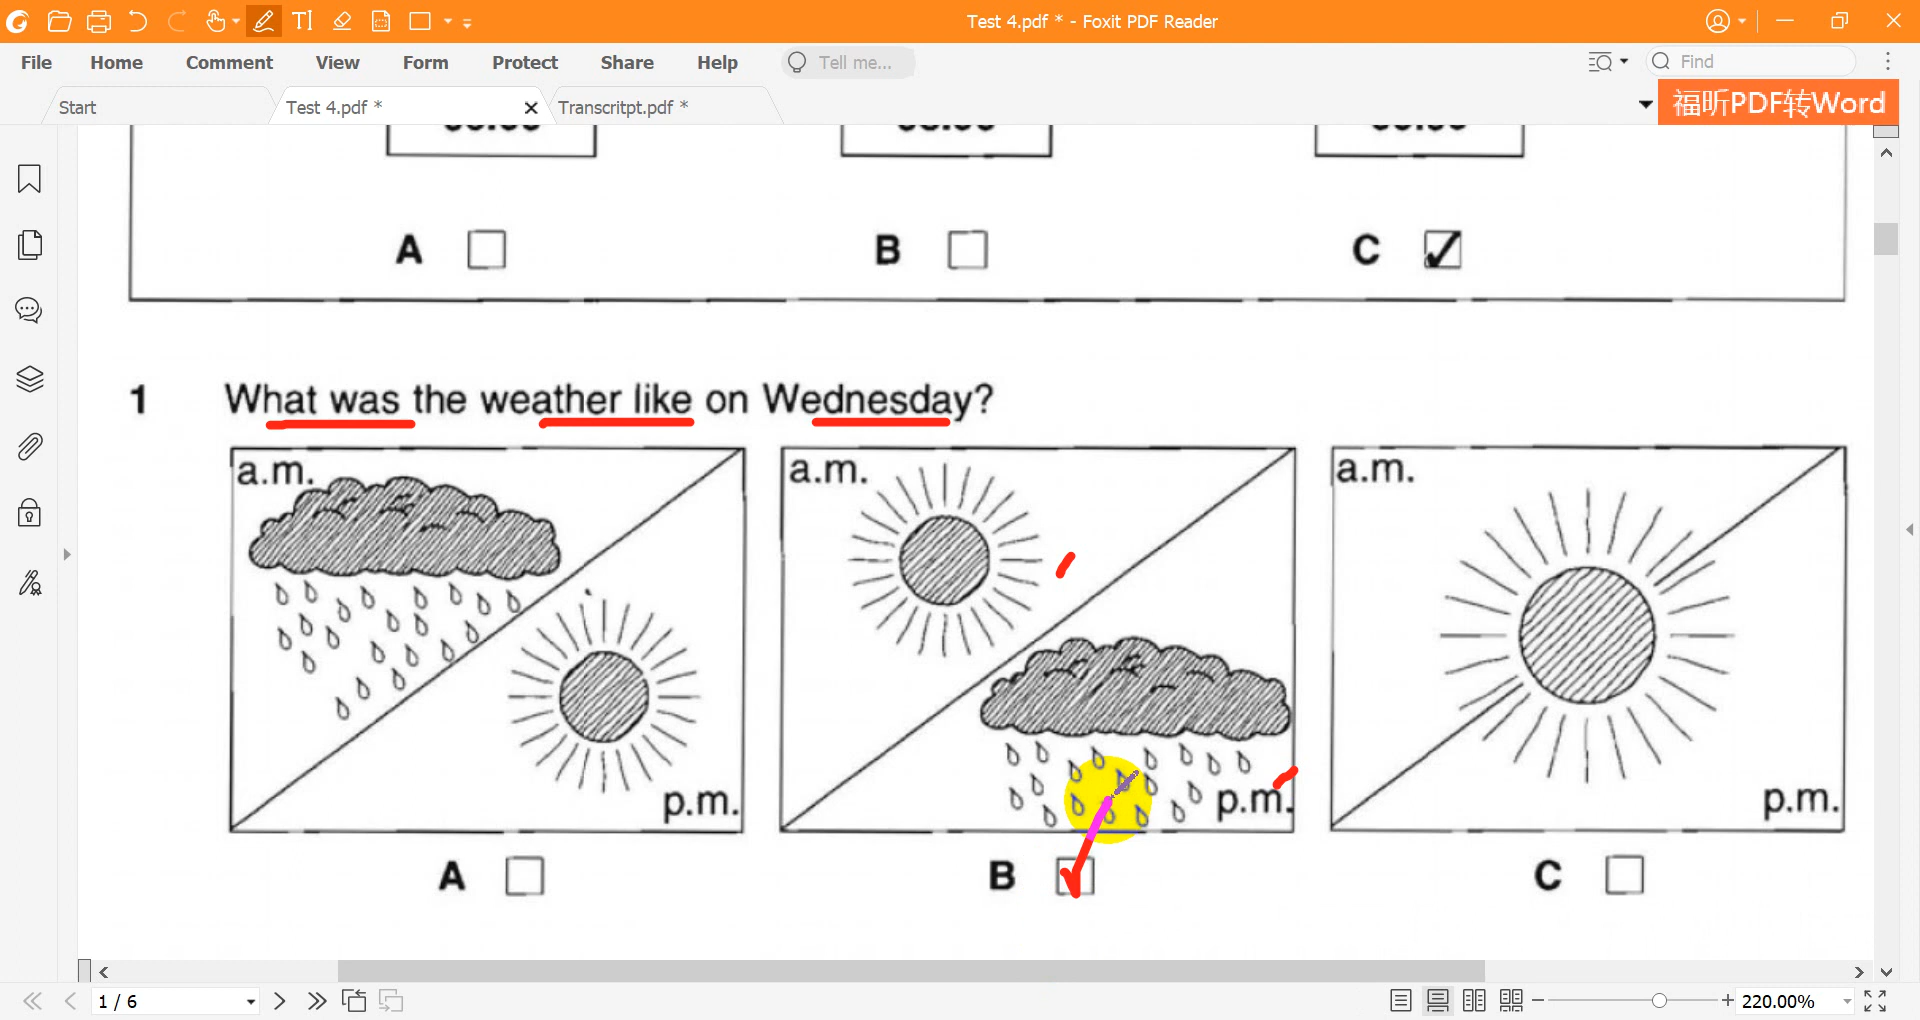 TI
Test 4.pdf * - Foxit PDF Reader
File Home Comment View Form Protect Share Help Tell me... Find
Start Test 4.pdf * Transcritpt.pdf * 福昕PDF转Word
A B C
1 What was the weather like on Wednesday?
a.m. a.m. a.m.
p.m. p.m. p.m.
A B C
1 / 6 220.00%